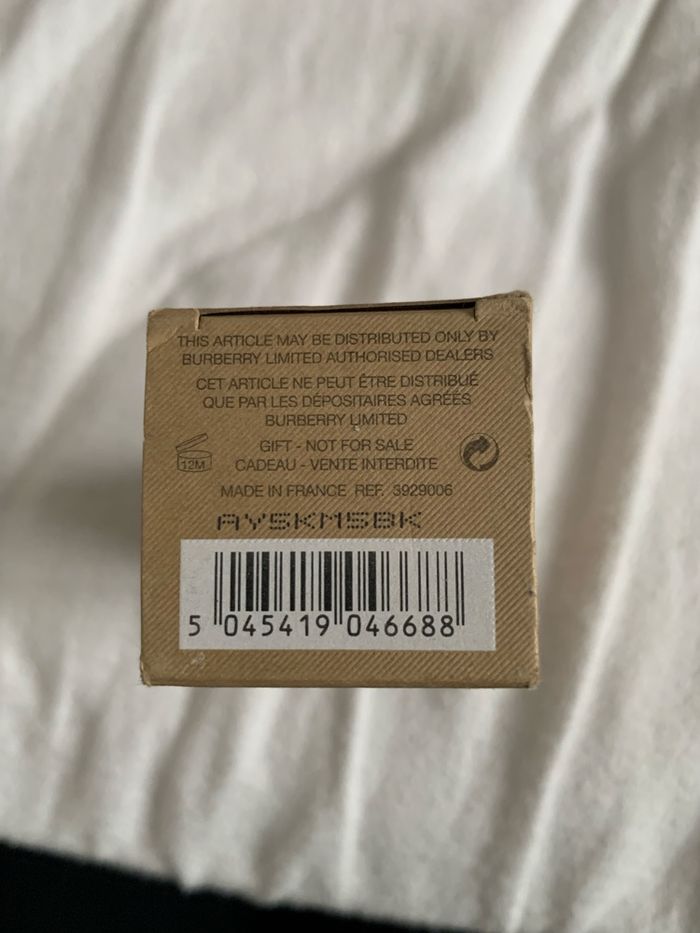 THIS ARTICLE MAY BE DISTRIBUTED ONLY BY
BURBERRY LIMITED AUTHORISED DEALERS
CET ARTICLE NE PEUT ÊTRE DISTRIBUÉ
QUE PAR LES DÉPOSITAIRES AGRÉÉS
BURBERRY LIMITED
12M
GIFT - NOT FOR SALE
CADEAU - VENTE INTERDITE
MADE IN FRANCE REF. 3929006
AYSKMSBK
5 045419 046688